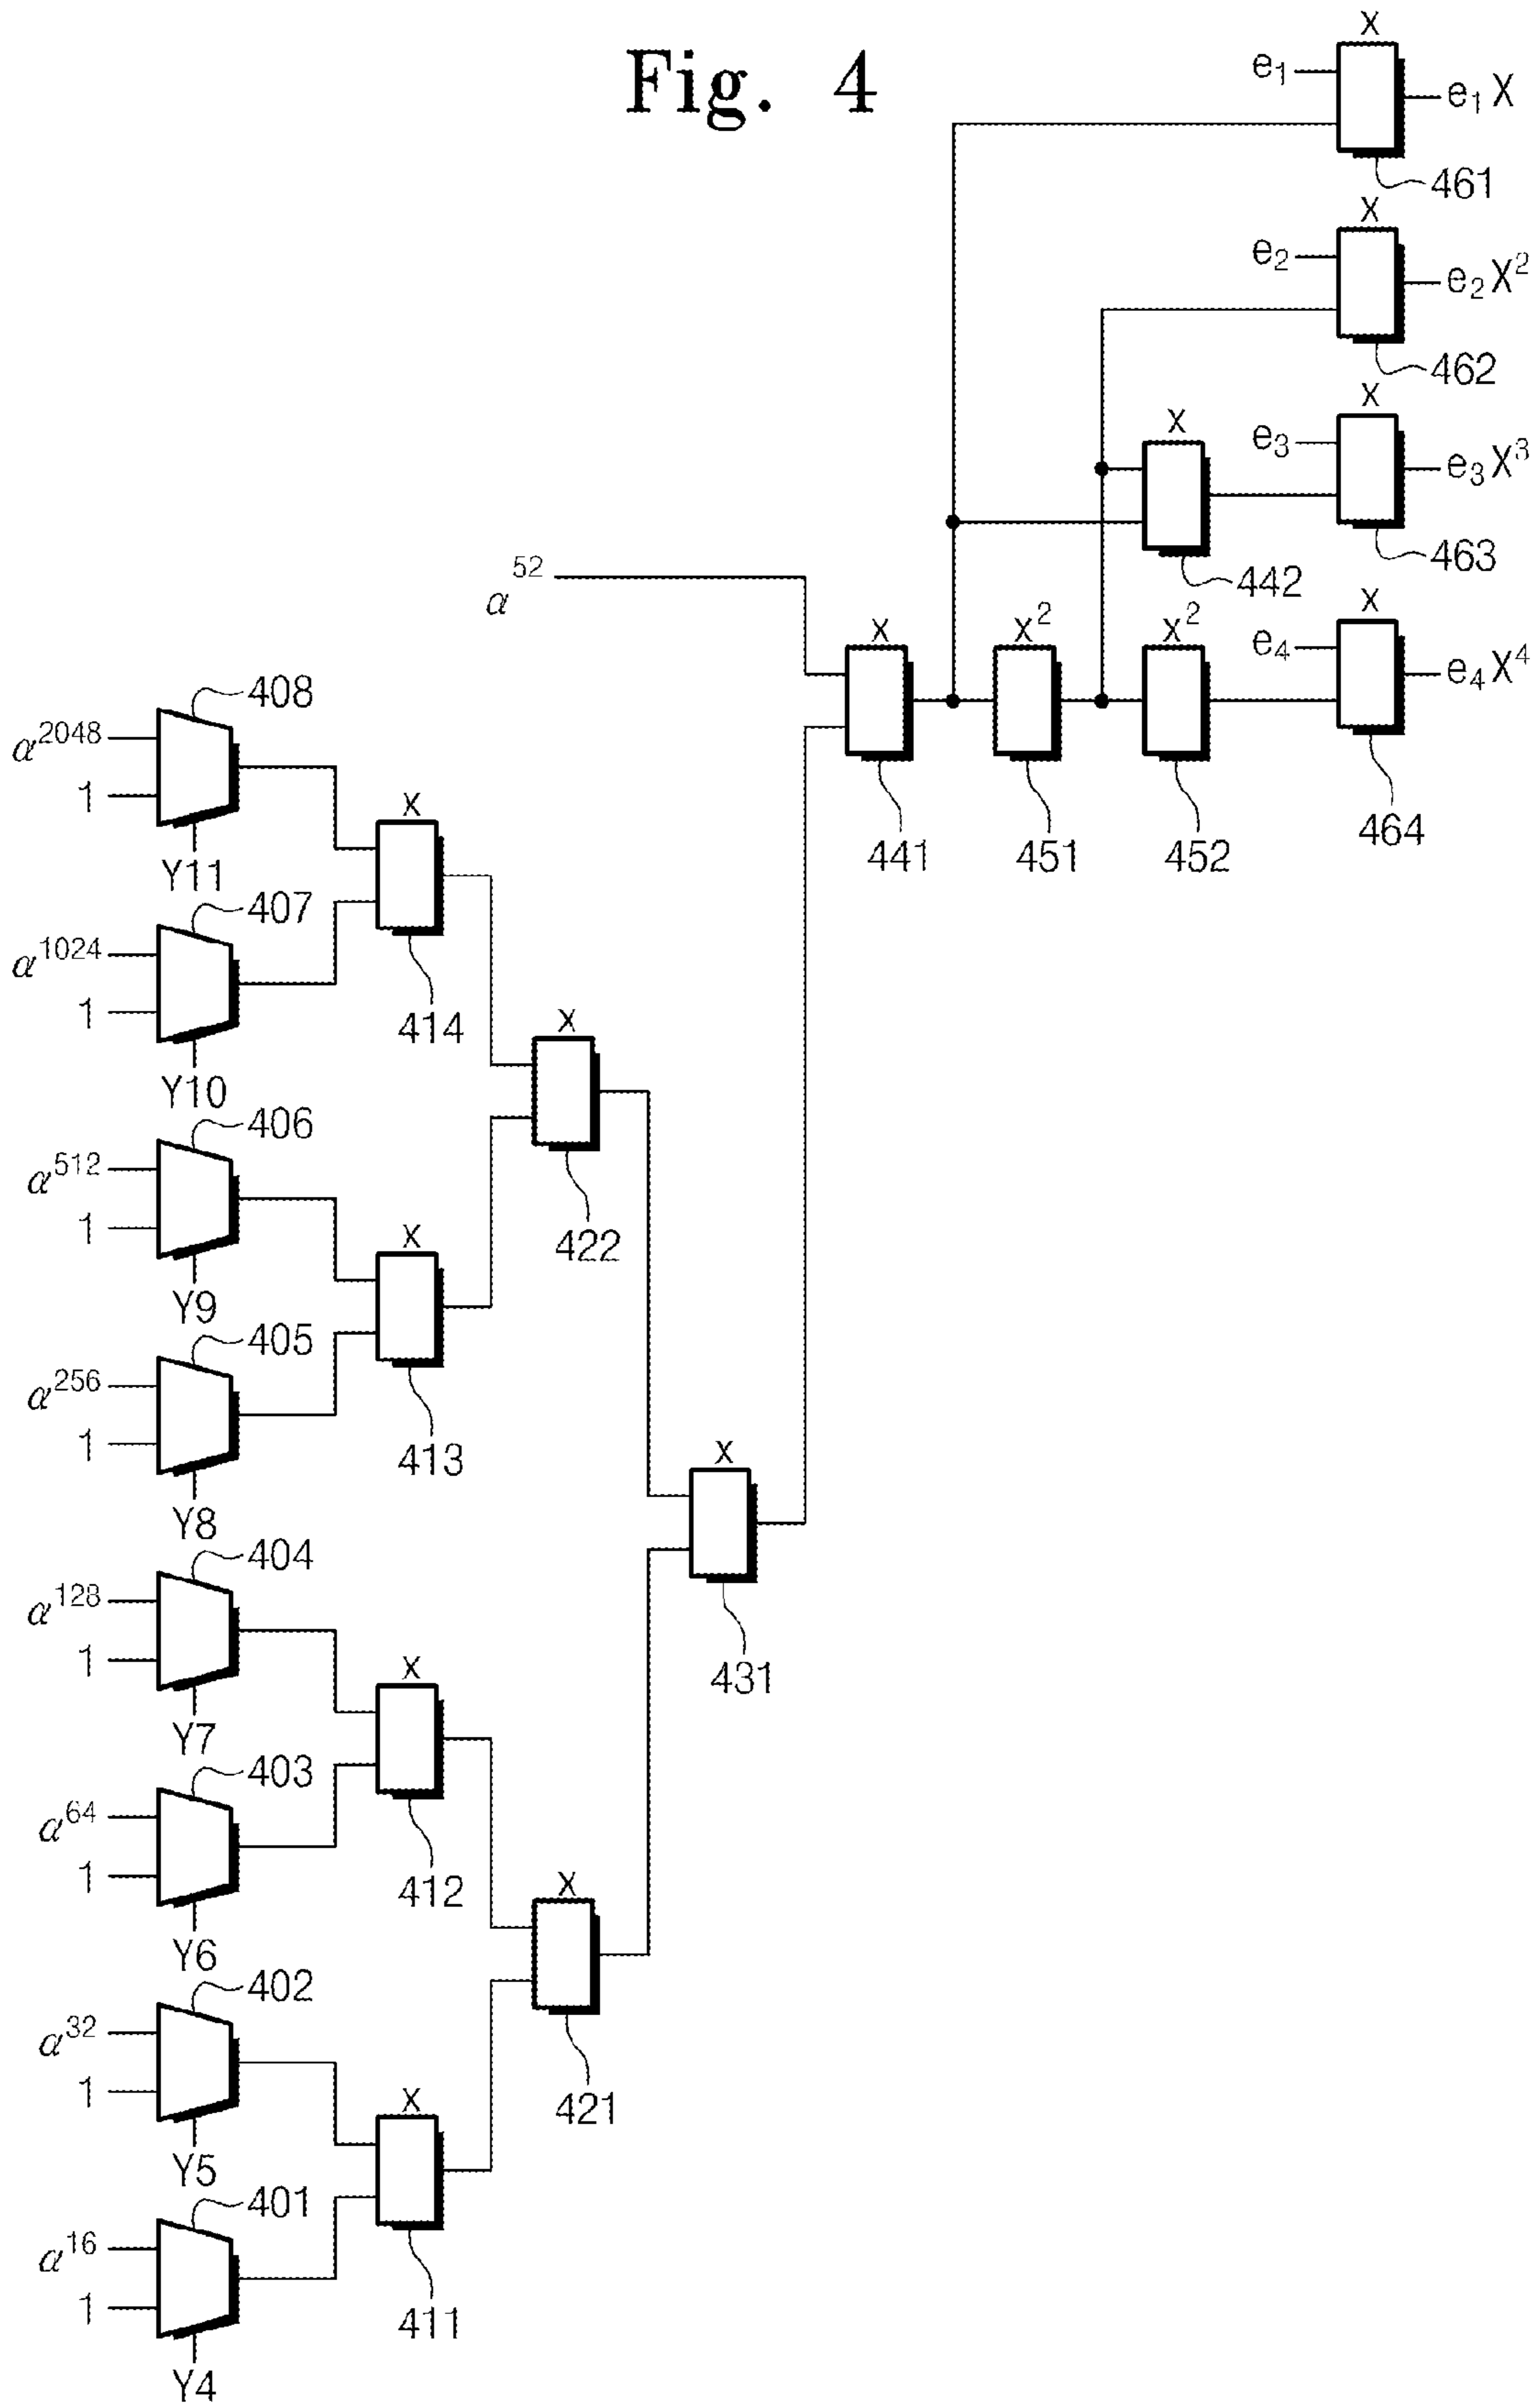 Fig. 4
X
e₁
e₁X
461
X
e₂
e₂X²
462
X
e₃
e₃X³
463
X
442
α⁵²
X
441
X²
451
X²
452
X
e₄
e₄X⁴
464
408
α²⁰⁴⁸
1
Y11
X
414
407
α¹⁰²⁴
1
Y10
X
422
406
α⁵¹²
1
Y9
X
413
405
α²⁵⁶
1
Y8
X
431
404
α¹²⁸
1
Y7
X
412
403
α⁶⁴
1
Y6
X
421
402
α³²
1
Y5
X
411
401
α¹⁶
1
Y4